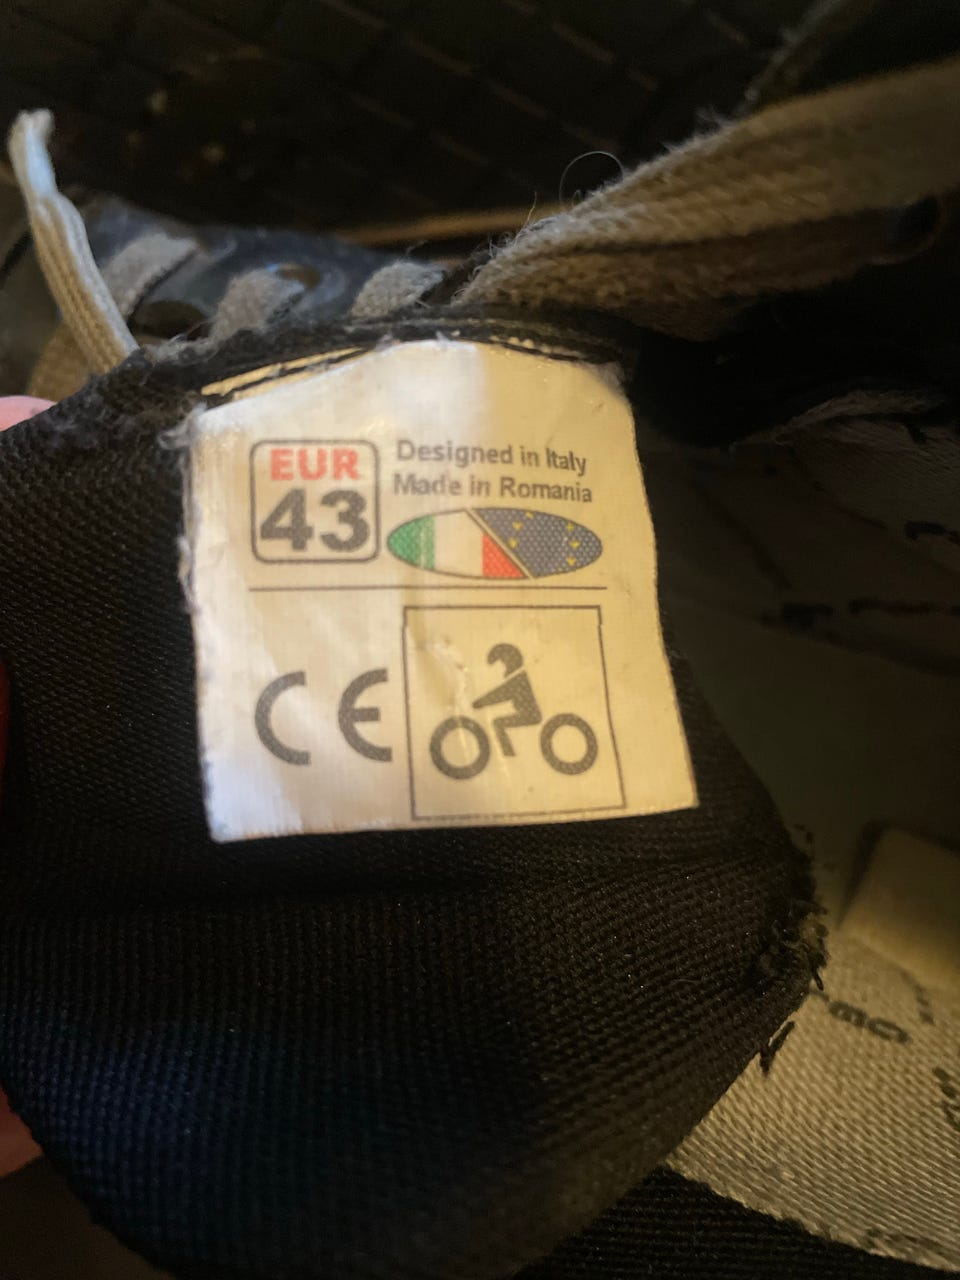 EUR
43
Designed in Italy
Made in Romania
CE